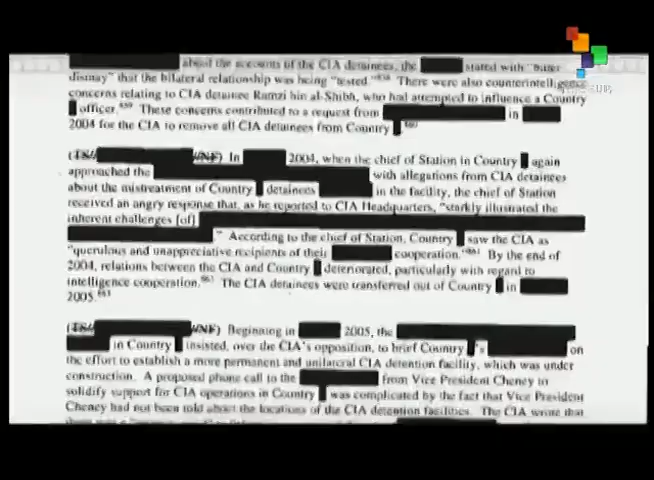 about the accounts of the CIA detainees, the stated with "bitter
dismay" that the bilateral relationship was being "tested." There were also counterintelligence
concerns relating to CIA detainee Ramzi bin al-Shibh, who had attempted to influence a Country
officer. These concerns contributed to a request from in
2004 for the CIA to remove all CIA detainees from Country
(TS// //NF) In 2004, when the chief of Station in Country again
approached the with allegations from CIA detainees
about the mistreatment of Country detainees in the facility, the chief of Station
received an angry response that, as he reported to CIA Headquarters, "starkly illustrated the
inherent challenges [of]
." According to the chief of Station, Country saw the CIA as
"querulous and unappreciative recipients of their cooperation." By the end of
2004, relations between the CIA and Country deteriorated, particularly with regard to
intelligence cooperation. The CIA detainees were transferred out of Country in
2005.
(TS// //NF) Beginning in 2005, the
in Country insisted, over the CIA's opposition, to brief Country 's on
the effort to establish a more permanent and unilateral CIA detention facility, which was under
construction. A proposed phone call to the from Vice President Cheney to
solidify support for CIA operations in Country was complicated by the fact that Vice President
Cheney had not been told about the locations of the CIA detention facilities. The CIA wrote that